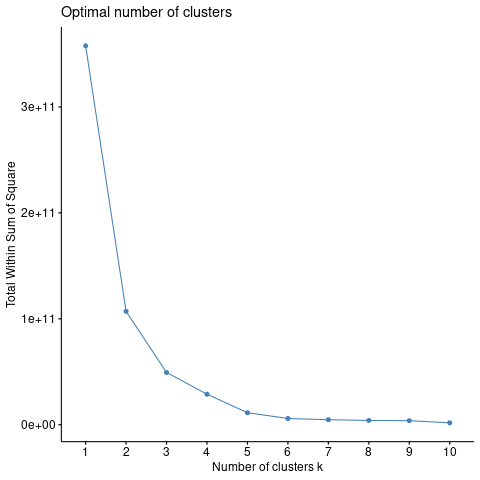 Optimal number of clusters
Total Within Sum of Square
3e+11
2e+11
1e+11
0e+00
1 2 3 4 5 6 7 8 9 10
Number of clusters k